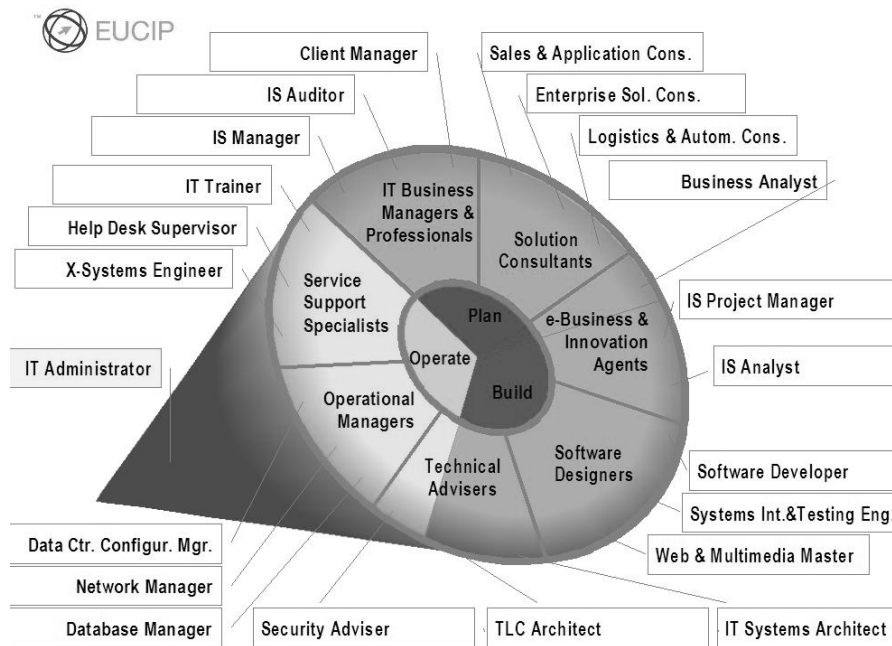 ™ EUCIP
Client Manager
Sales & Application Cons.
IS Auditor
Enterprise Sol. Cons.
IS Manager
Logistics & Autom. Cons.
IT Trainer
Business Analyst
Help Desk Supervisor
X-Systems Engineer
IT Business
Managers &
Professionals
Solution
Consultants
Service
Support
Specialists
Plan
e-Business &
Innovation
Agents
IS Project Manager
Operate
IT Administrator
IS Analyst
Build
Operational
Managers
Technical
Advisers
Software
Designers
Software Developer
Systems Int.&Testing Eng.
Data Ctr. Configur. Mgr.
Web & Multimedia Master
Network Manager
Database Manager
Security Adviser
TLC Architect
IT Systems Architect